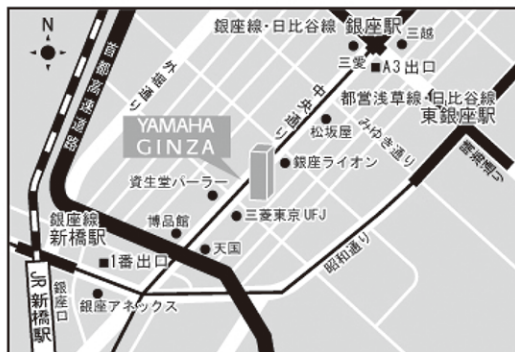 N
銀座線・日比谷線 銀座駅
三越
三愛
A3出口
首都高速道路
外堀通り
中央通り
都営浅草線・日比谷線
東銀座駅
松坂屋
みゆき通り
晴海通り
YAMAHA
GINZA
銀座ライオン
資生堂パーラー
三菱東京UFJ
博品館
天国
昭和通り
銀座線
新橋駅
1番出口
銀座アネックス
銀座口
JR新橋駅